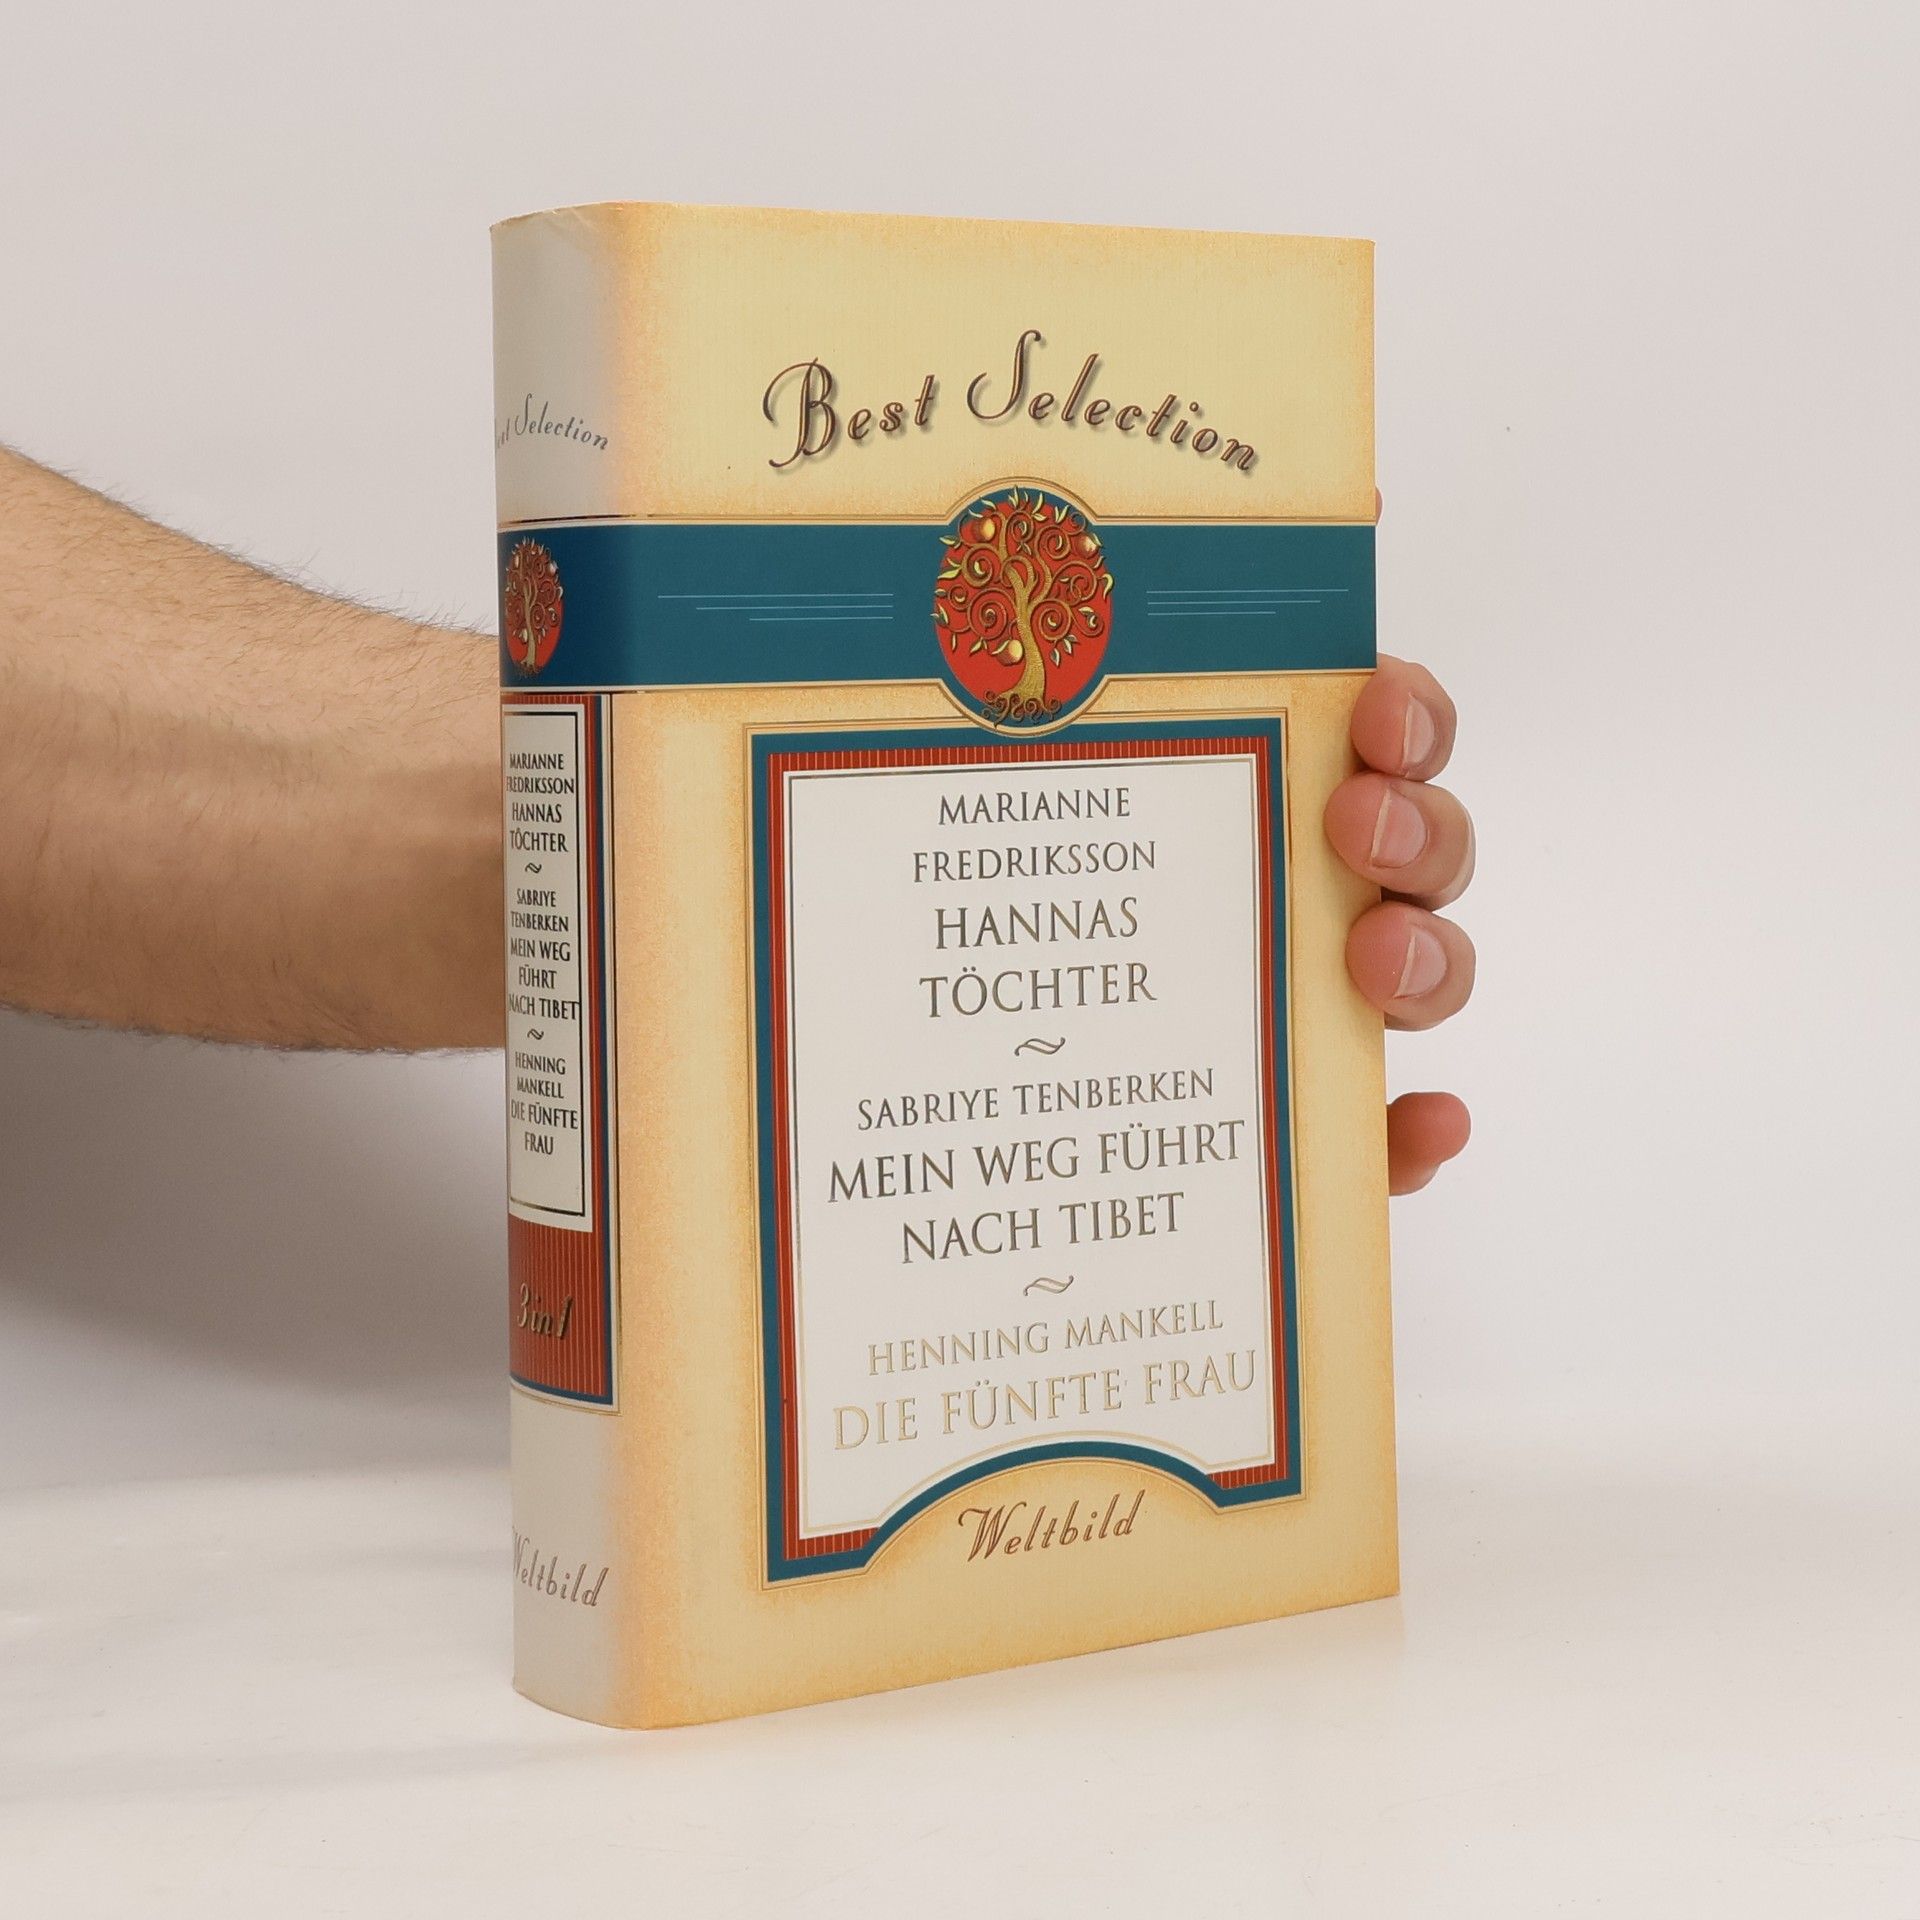 Best Selection
MARIANNE
FREDRIKSSON
HANNAS
TÖCHTER
SABRIYE TENBERKEN
MEIN WEG FÜHRT
NACH TIBET
HENNING MANKELL
DIE FÜNFTE FRAU
Weltbild
Best Selection
MARIANNE
FREDRIKSSON
HANNAS
TÖCHTER
SABRIYE
TENBERKEN
MEIN WEG
FÜHRT
NACH TIBET
HENNING
MANKELL
DIE FÜNFTE
FRAU
3 in 1
Weltbild